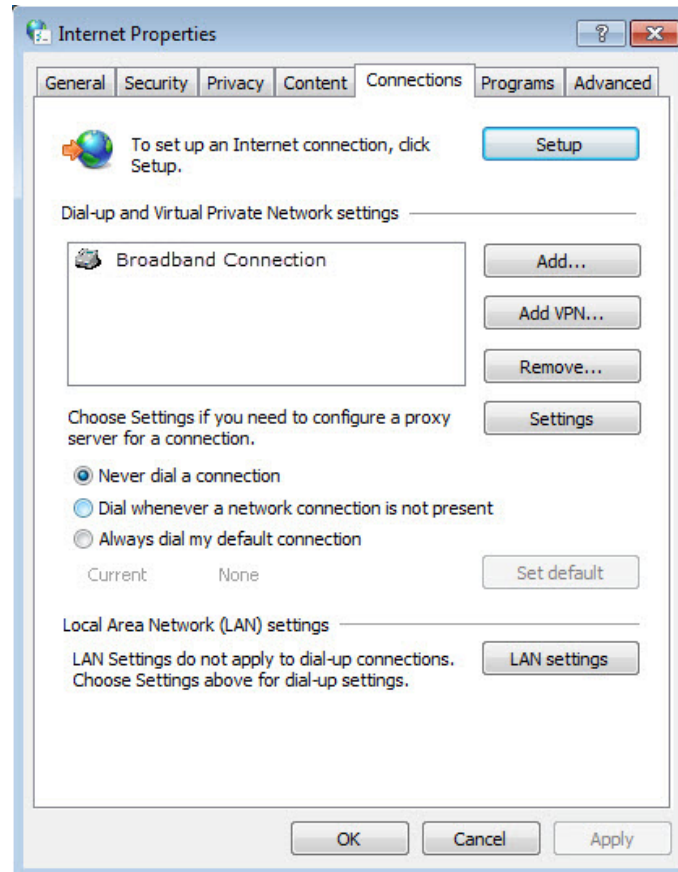 Internet Properties
General Security Privacy Content Connections Programs Advanced
To set up an Internet connection, click
Setup.
Setup
Dial-up and Virtual Private Network settings
Broadband Connection
Add...
Add VPN...
Remove...
Choose Settings if you need to configure a proxy
server for a connection.
Settings
Never dial a connection
Dial whenever a network connection is not present
Always dial my default connection
Current None
Set default
Local Area Network (LAN) settings
LAN Settings do not apply to dial-up connections.
Choose Settings above for dial-up settings.
LAN settings
OK Cancel Apply